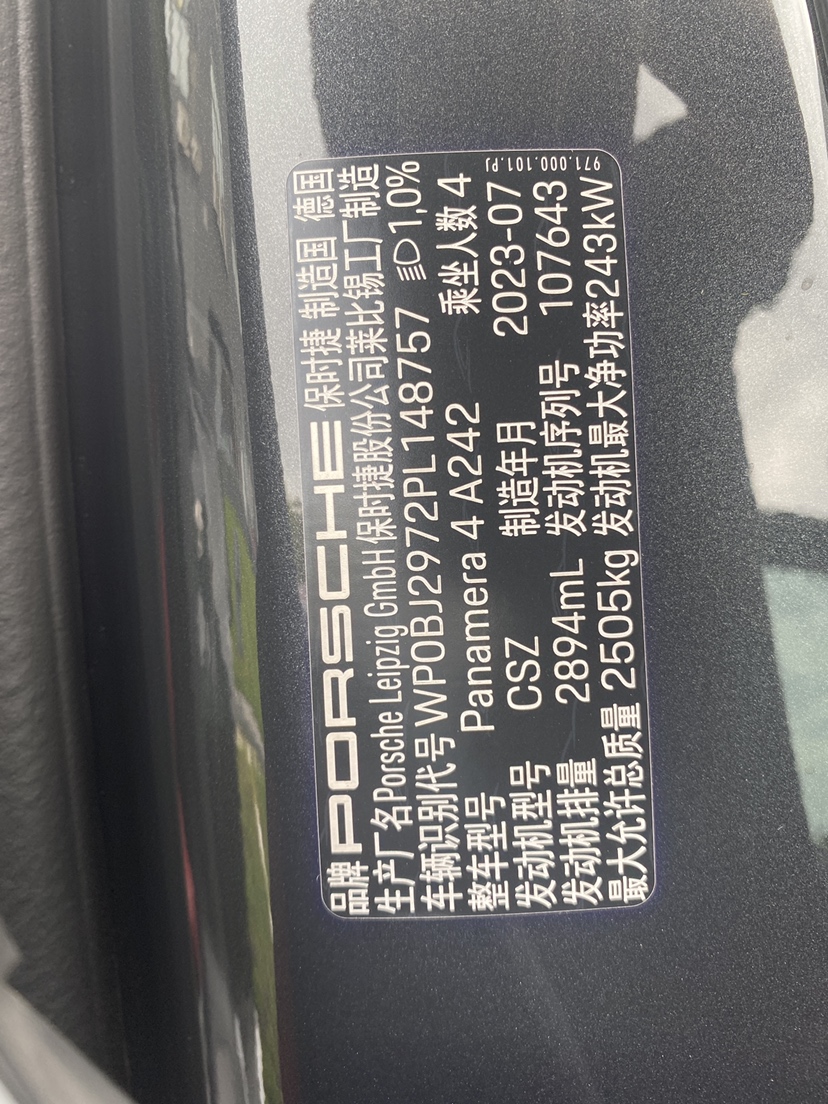 品牌 PORSCHE 保时捷 制造国 德国
生产厂名 Porsche Leipzig GmbH 保时捷股份公司莱比锡工厂制造
车辆识别代号 WP0BJ2972PL148757 1,0%
整车型号 Panamera 4 A242 乘坐人数 4
发动机型号 CSZ 制造年月 2023-07
发动机排量 2894mL 发动机序列号 107643
最大允许总质量 2505kg 发动机最大净功率 243kW
971.000.101.PJ